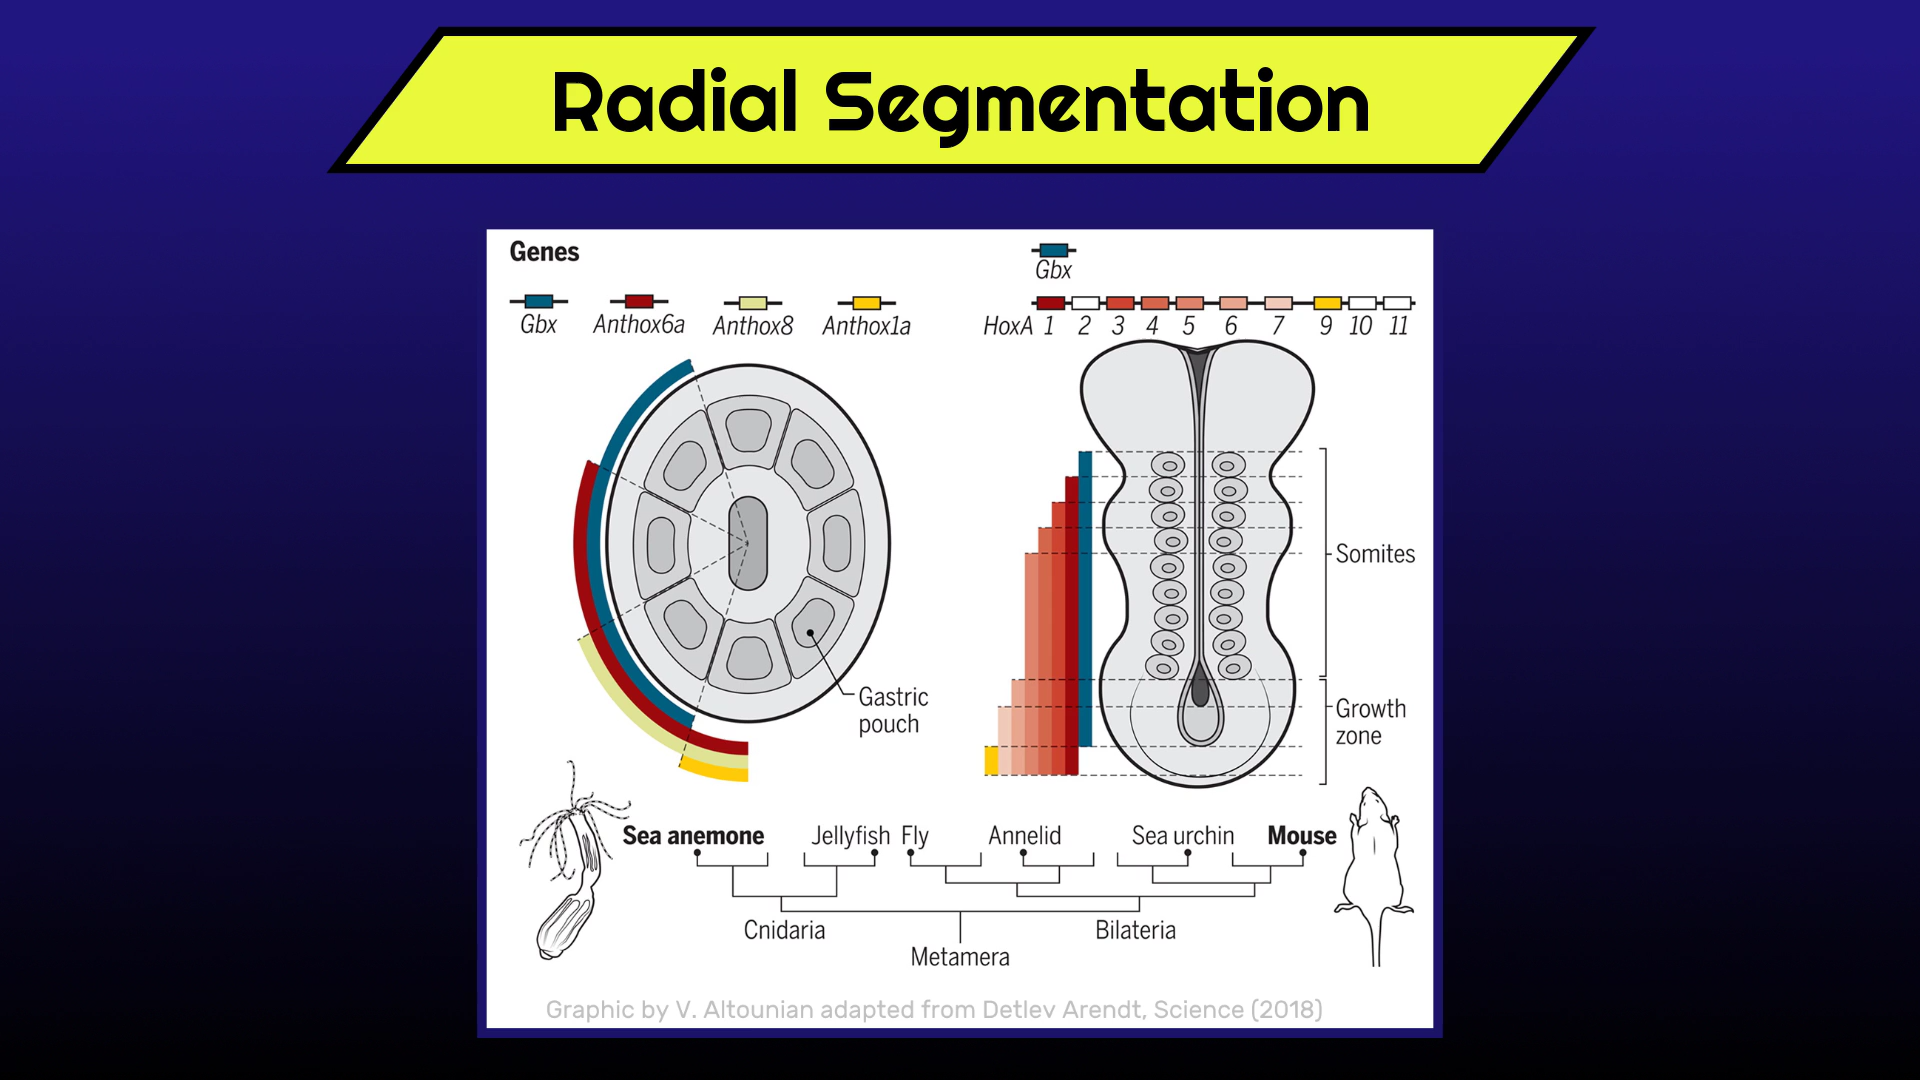 Radial Segmentation
Genes
Gbx
Gbx Anthox6a Anthox8 Anthox1a
HoxA 1 2 3 4 5 6 7 9 10 11
Somites
Gastric
pouch
Growth
zone
Sea anemone Jellyfish Fly Annelid Sea urchin Mouse
Cnidaria Bilateria
Metamera
Graphic by V. Altounian adapted from Detlev Arendt, Science (2018)